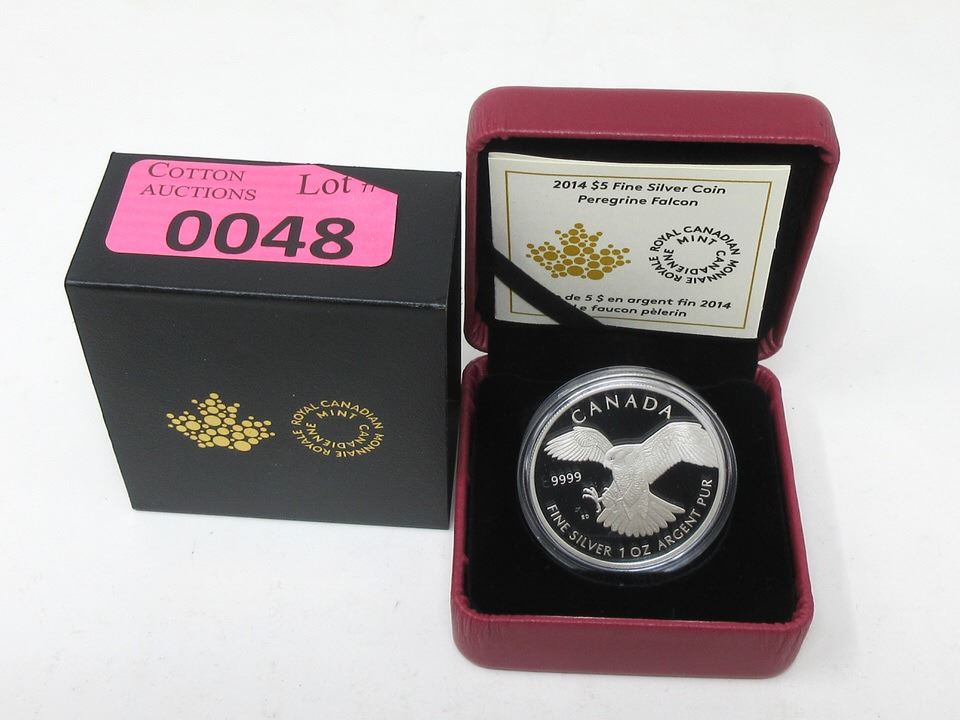 COTTON
AUCTIONS
Lot
0048
ROYAL CANADIAN MINT
MONNAIE ROYALE CANADIENNE
2014 $5 Fine Silver Coin
Peregrine Falcon
ROYAL CANADIAN MINT
MONNAIE ROYALE CANADIENNE
de 5 $ en argent fin 2014
Le faucon pèlerin
CANADA
9999
FINE SILVER 1 OZ ARGENT PUR